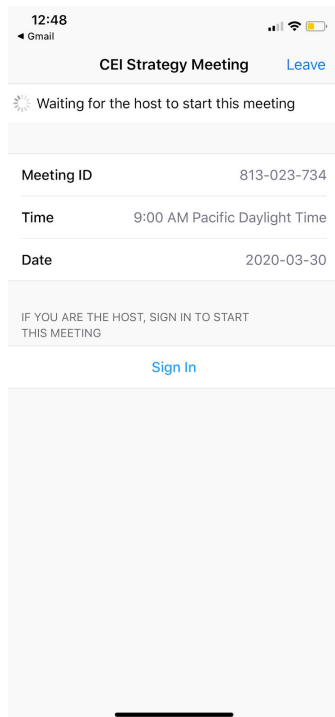 12:48
◀ Gmail
CEI Strategy Meeting Leave
Waiting for the host to start this meeting
Meeting ID 813-023-734
Time 9:00 AM Pacific Daylight Time
Date 2020-03-30
IF YOU ARE THE HOST, SIGN IN TO START
THIS MEETING
Sign In